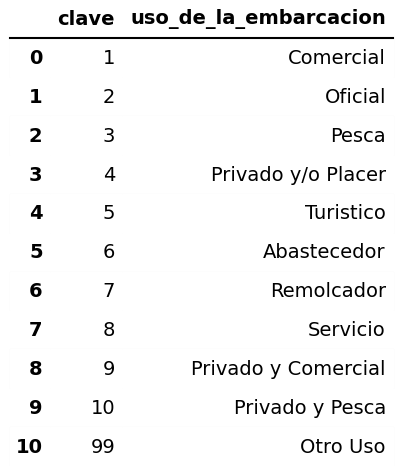 clave uso_de_la_embarcacion
0 1 Comercial
1 2 Oficial
2 3 Pesca
3 4 Privado y/o Placer
4 5 Turistico
5 6 Abastecedor
6 7 Remolcador
7 8 Servicio
8 9 Privado y Comercial
9 10 Privado y Pesca
10 99 Otro Uso